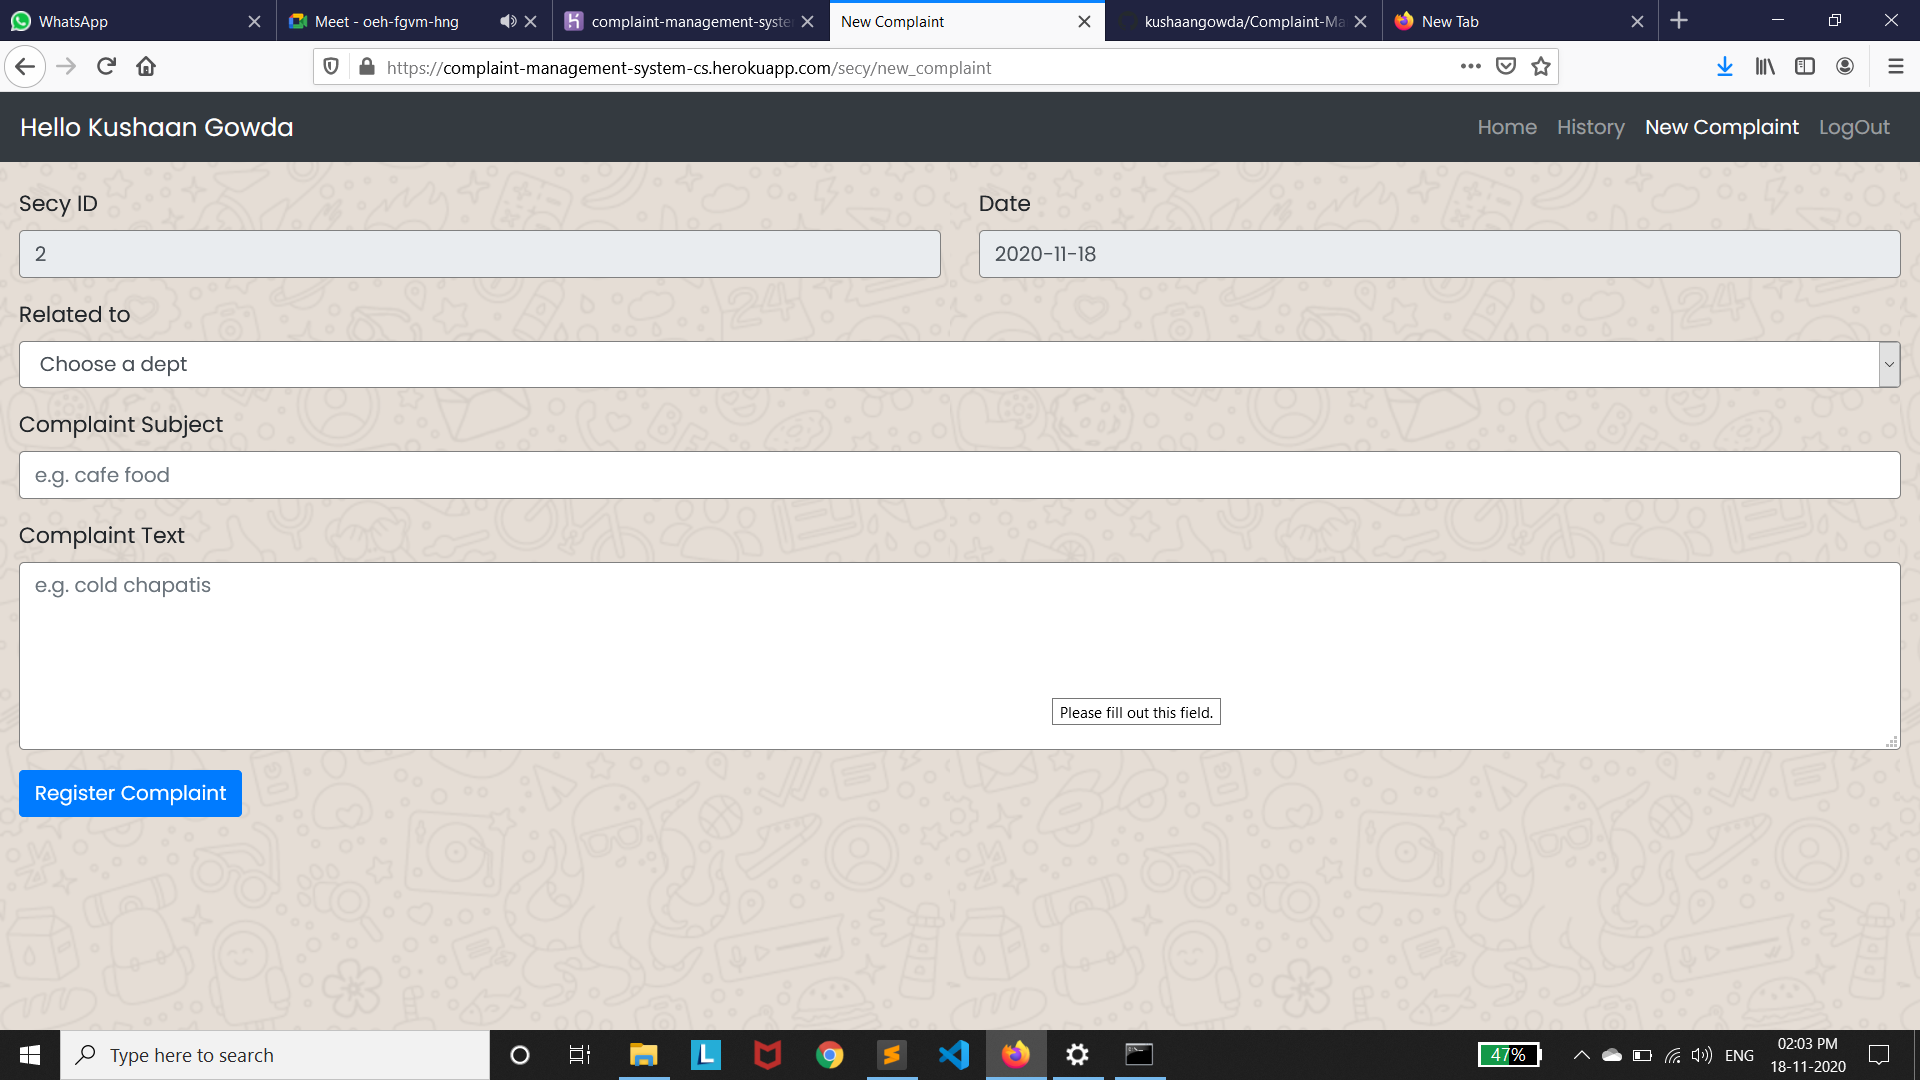 WhatsApp
Meet - oeh-fgvm-hng
complaint-management-syste
New Complaint
kushaangowda/Complaint-Ma
New Tab
https://complaint-management-system-cs.herokuapp.com/secy/new_complaint
Hello Kushaan Gowda
Home History New Complaint LogOut
Secy ID
Date
2
2020-11-18
Related to
Choose a dept
Complaint Subject
e.g. cafe food
Complaint Text
e.g. cold chapatis
Please fill out this field.
Register Complaint
Type here to search
L
47%
ENG
02:03 PM
18-11-2020